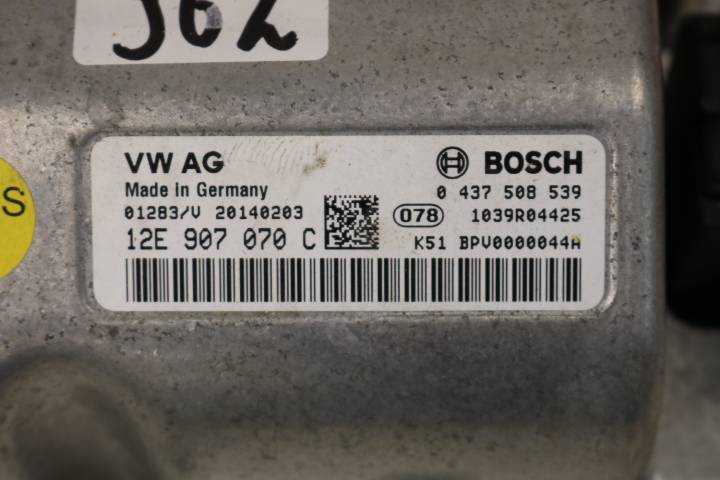 362
S
VW AG
BOSCH
Made in Germany
0 437 508 539
01283/V 20140203
078
1039R04425
12E 907 070 C
K51 BPV0000044A